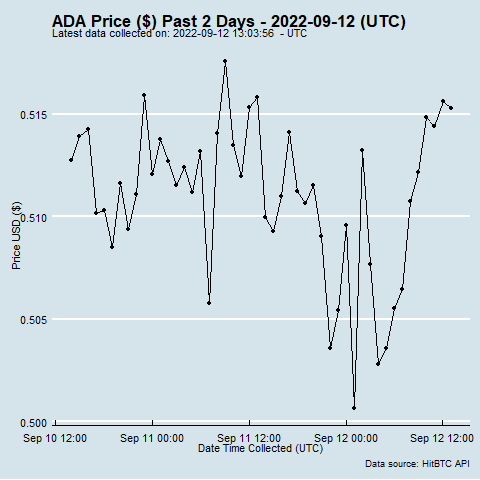 ADA Price ($) Past 2 Days - 2022-09-12 (UTC)
Latest data collected on: 2022-09-12 13:03:56 - UTC
0.515
0.510
0.505
0.500
Price USD ($)
Sep 10 12:00 Sep 11 00:00 Sep 11 12:00 Sep 12 00:00 Sep 12 12:00
Date Time Collected (UTC)
Data source: HitBTC API